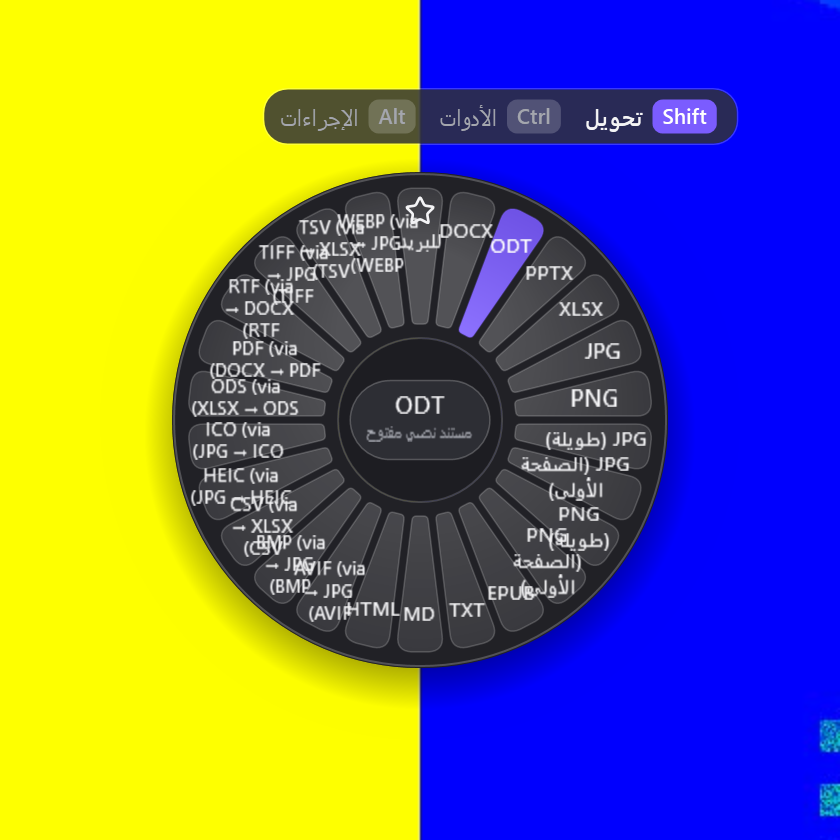 Shift تحويل Ctrl الأدوات Alt الإجراءات
DOCX
ODT
PPTX
XLSX
JPG
PNG
JPG (طويلة)
JPG (الصفحة
الأولى)
PNG
(طويلة)
PNG
(الصفحة
الأولى)
EPUB
TXT
MD
HTML
AVIF (via
→ JPG
(AVIF
BMP (via
→ JPG
(BMP
CSV (via
→ XLSX
(CSV
HEIC (via
(JPG → HEIC
ICO (via
(JPG → ICO
ODS (via
(XLSX → ODS
PDF (via
(DOCX → PDF
RTF (via
→ DOCX
(RTF
TIFF (via
→ JPG
(TIFF
TSV (via
→ XLSX
(TSV
WEBP (via
→ JPG
(WEBP
ODT
مستند نصي مفتوح